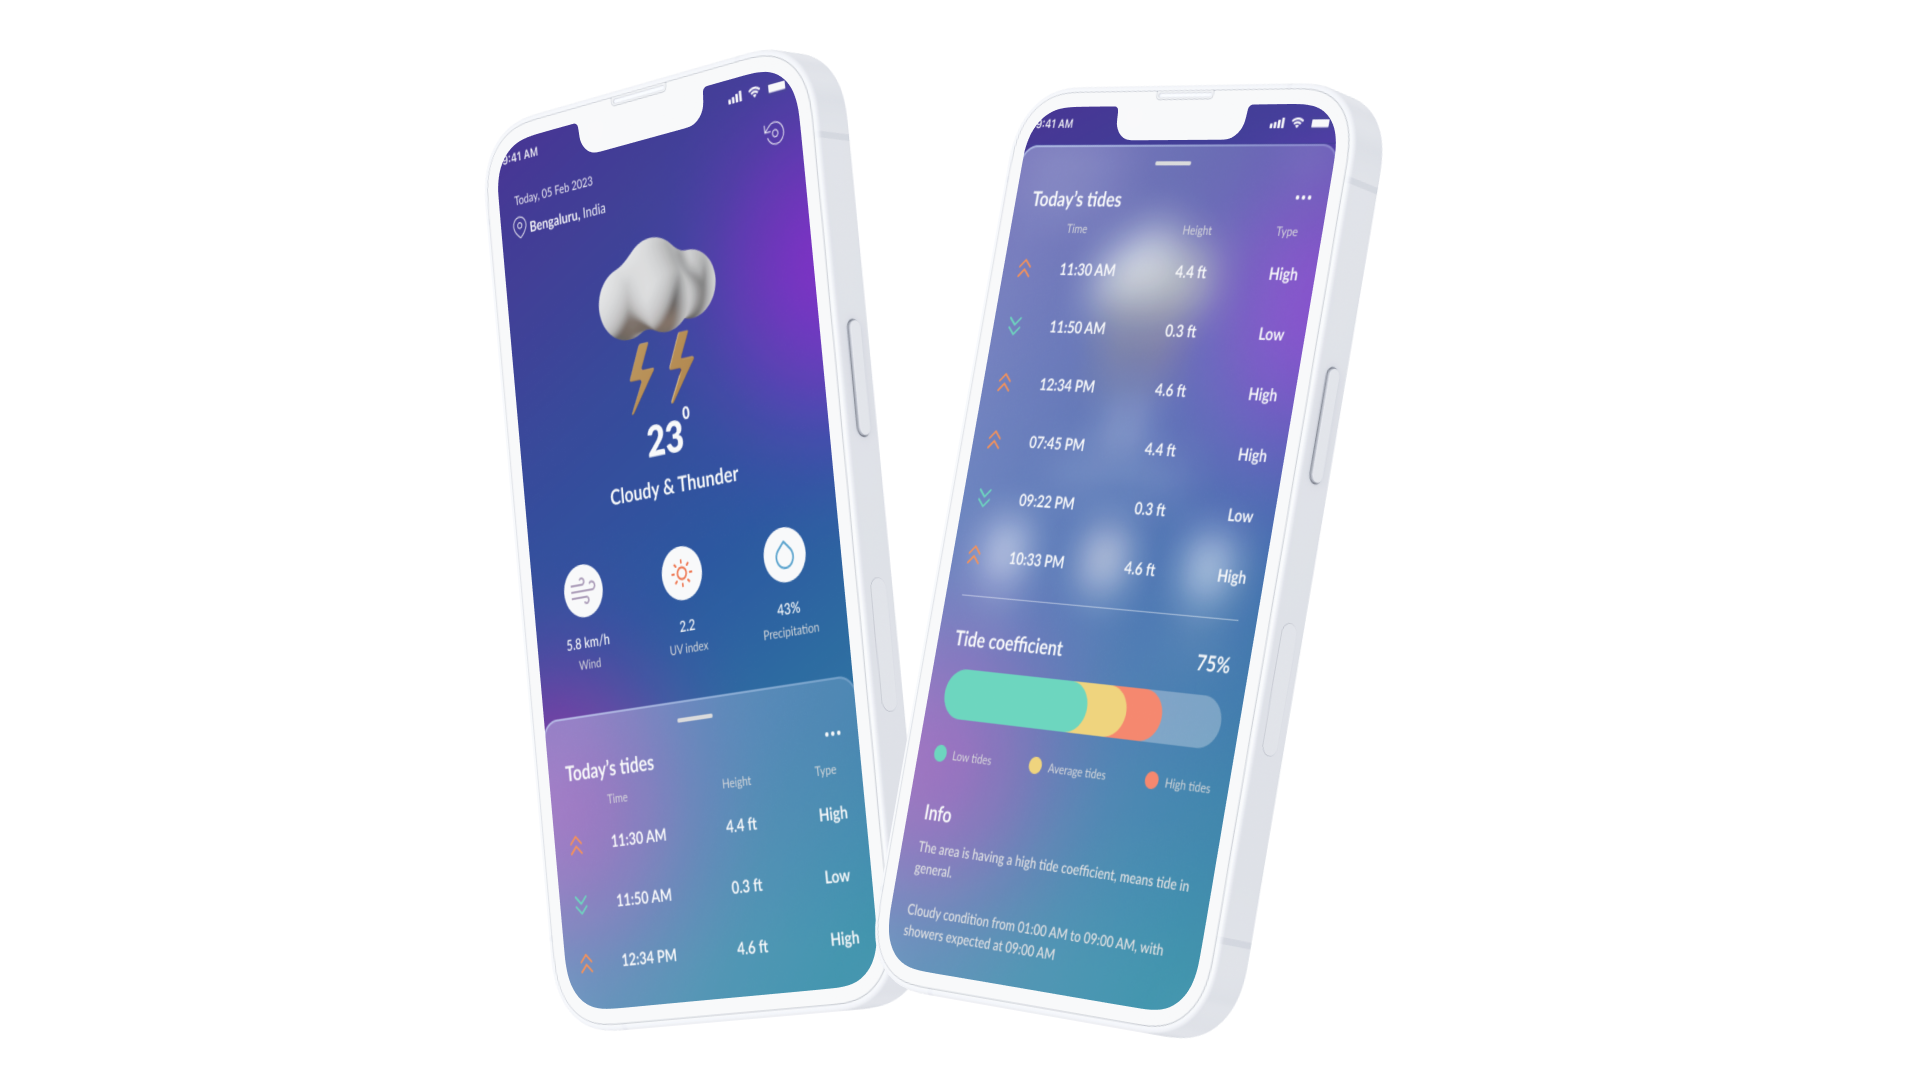 9:41 AM
Today, 05 Feb 2023
Bengaluru, India
23°
Cloudy & Thunder
5.8 km/h
Wind
2.2
UV index
43%
Precipitation
Today's tides
Time Height Type
11:30 AM 4.4 ft High
11:50 AM 0.3 ft Low
12:34 PM 4.6 ft High
9:41 AM
Today's tides
Time Height Type
11:30 AM 4.4 ft High
11:50 AM 0.3 ft Low
12:34 PM 4.6 ft High
07:45 PM 4.4 ft High
09:22 PM 0.3 ft Low
10:33 PM 4.6 ft High
Tide coefficient 75%
Low tides Average tides High tides
Info
The area is having a high tide coefficient, means tide in
general.
Cloudy condition from 01:00 AM to 09:00 AM, with
showers expected at 09:00 AM